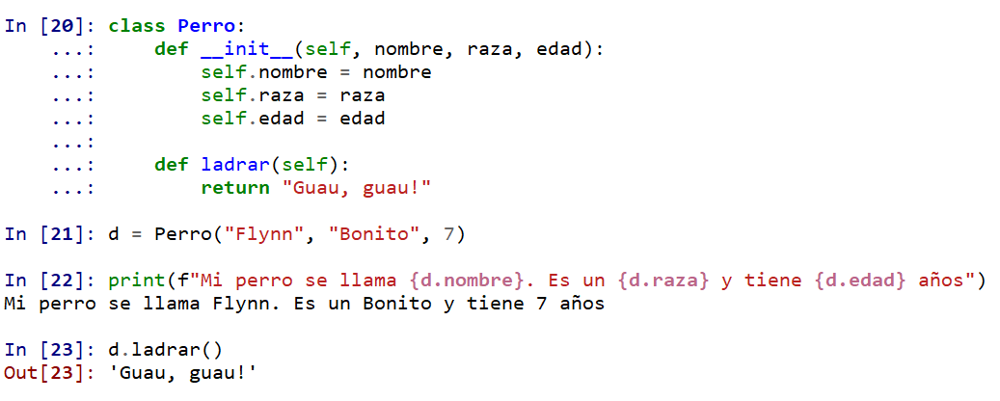 In [20]: class Perro:
    ...:     def __init__(self, nombre, raza, edad):
    ...:         self.nombre = nombre
    ...:         self.raza = raza
    ...:         self.edad = edad
    ...:
    ...:     def ladrar(self):
    ...:         return "Guau, guau!"
In [21]: d = Perro("Flynn", "Bonito", 7)
In [22]: print(f"Mi perro se llama {d.nombre}. Es un {d.raza} y tiene {d.edad} años")
Mi perro se llama Flynn. Es un Bonito y tiene 7 años
In [23]: d.ladrar()
Out[23]: 'Guau, guau!'